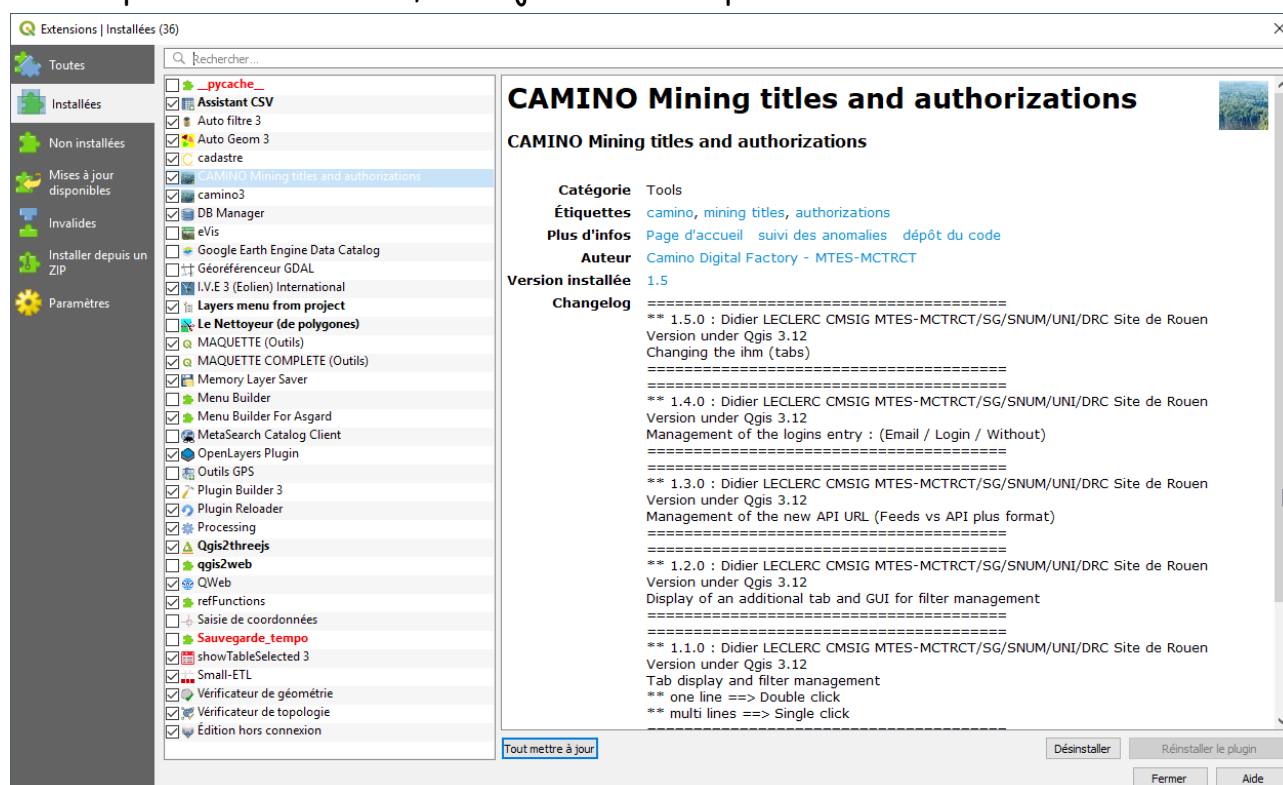 Extensions | Installées (36)
Toutes
Installées
Non installées
Mises à jour
disponibles
Invalides
Installer depuis un
ZIP
Paramètres
Rechercher...
__pycache__
Assistant CSV
Auto filtre 3
Auto Geom 3
cadastre
CAMINO Mining titles and authorizations
camino3
DB Manager
eVis
Google Earth Engine Data Catalog
Géoréférenceur GDAL
I.V.E 3 (Eolien) International
Layers menu from project
Le Nettoyeur (de polygones)
MAQUETTE (Outils)
MAQUETTE COMPLETE (Outils)
Memory Layer Saver
Menu Builder
Menu Builder For Asgard
MetaSearch Catalog Client
OpenLayers Plugin
Outils GPS
Plugin Builder 3
Plugin Reloader
Processing
Qgis2threejs
qgis2web
QWeb
refFunctions
Saisie de coordonnées
Sauvegarde_tempo
showTableSelected 3
Small-ETL
Vérificateur de géométrie
Vérificateur de topologie
Édition hors connexion
CAMINO Mining titles and authorizations
CAMINO Mining titles and authorizations
Catégorie Tools
Étiquettes camino, mining titles, authorizations
Plus d'infos Page d'accueil suivi des anomalies dépôt du code
Auteur Camino Digital Factory - MTES-MCTRCT
Version installée 1.5
Changelog =======================================
** 1.5.0 : Didier LECLERC CMSIG MTES-MCTRCT/SG/SNUM/UNI/DRC Site de Rouen
Version under Qgis 3.12
Changing the ihm (tabs)
=======================================
=======================================
** 1.4.0 : Didier LECLERC CMSIG MTES-MCTRCT/SG/SNUM/UNI/DRC Site de Rouen
Version under Qgis 3.12
Management of the logins entry : (Email / Login / Without)
=======================================
=======================================
** 1.3.0 : Didier LECLERC CMSIG MTES-MCTRCT/SG/SNUM/UNI/DRC Site de Rouen
Version under Qgis 3.12
Management of the new API URL (Feeds vs API plus format)
=======================================
=======================================
** 1.2.0 : Didier LECLERC CMSIG MTES-MCTRCT/SG/SNUM/UNI/DRC Site de Rouen
Version under Qgis 3.12
Display of an additional tab and GUI for filter management
=======================================
=======================================
** 1.1.0 : Didier LECLERC CMSIG MTES-MCTRCT/SG/SNUM/UNI/DRC Site de Rouen
Version under Qgis 3.12
Tab display and filter management
** one line ==> Double click
** multi lines ==> Single click
=======================================
Tout mettre à jour
Désinstaller
Réinstaller le plugin
Fermer
Aide